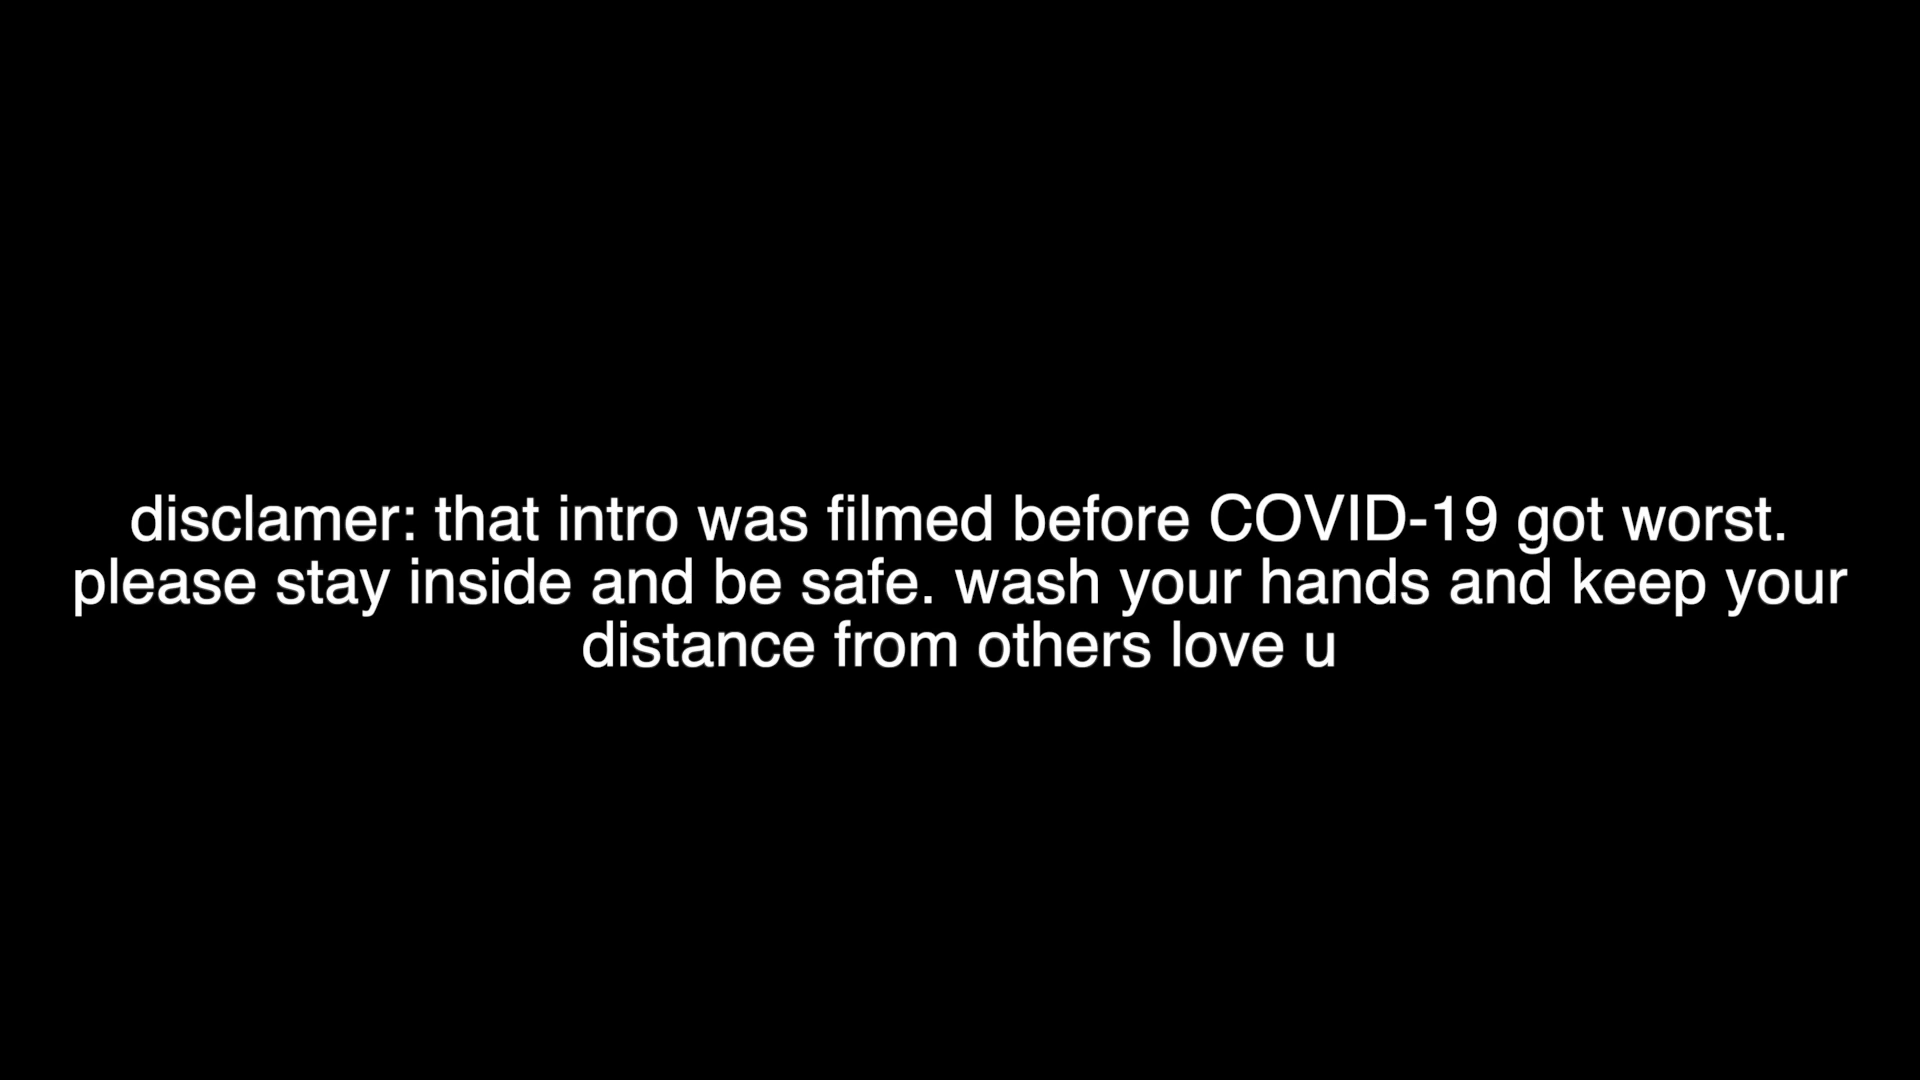 disclamer: that intro was filmed before COVID-19 got worst.
please stay inside and be safe. wash your hands and keep your
distance from others love u